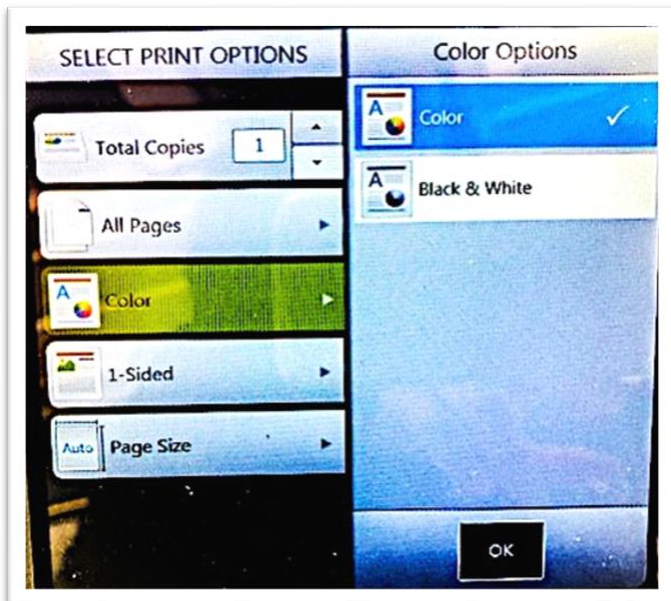 SELECT PRINT OPTIONS
Total Copies 1
All Pages
A Color
1-Sided
Auto Page Size
Color Options
A Color
A Black & White
OK